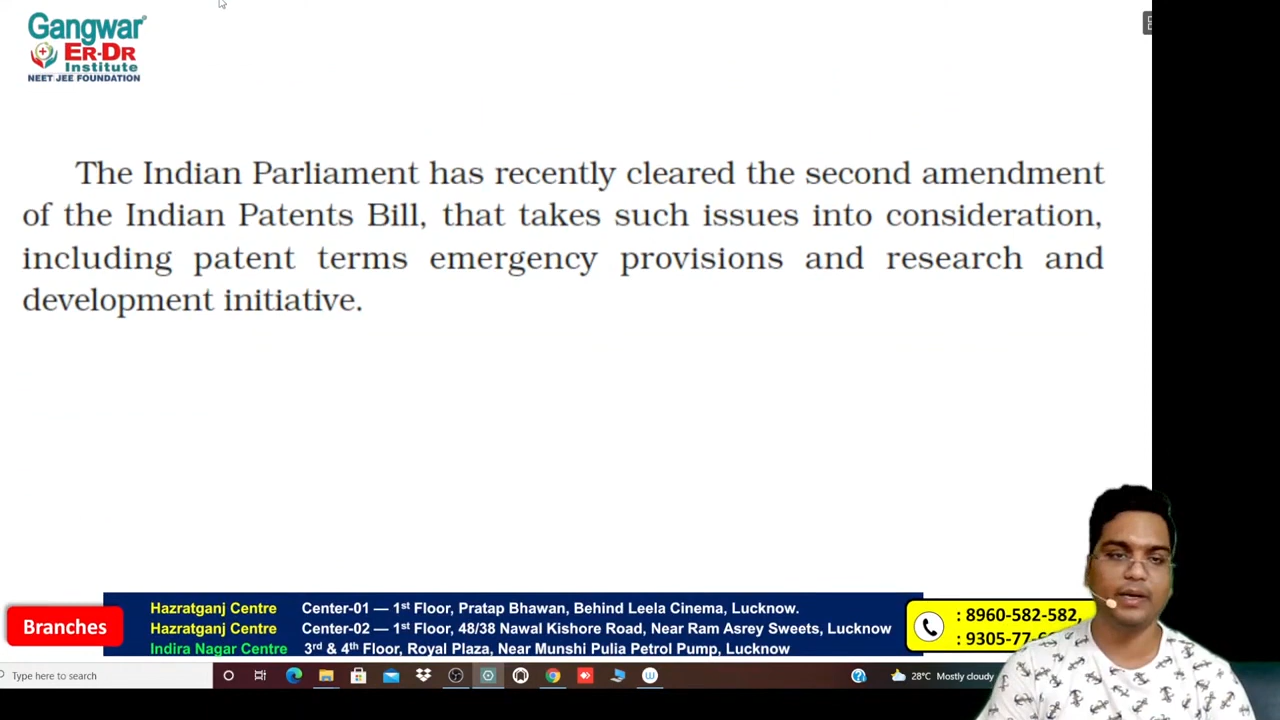 Gangwar
ER-DR
Institute
NEET JEE FOUNDATION
The Indian Parliament has recently cleared the second amendment
of the Indian Patents Bill, that takes such issues into consideration,
including patent terms emergency provisions and research and
development initiative.
Branches
Hazratganj Centre Center-01 — 1st Floor, Pratap Bhawan, Behind Leela Cinema, Lucknow.
Hazratganj Centre Center-02 — 1st Floor, 48/38 Nawal Kishore Road, Near Ram Asrey Sweets, Lucknow
Indira Nagar Centre 3rd & 4th Floor, Royal Plaza, Near Munshi Pulia Petrol Pump, Lucknow
: 8960-582-582,
: 9305-77-
Type here to search
28°C Mostly cloudy